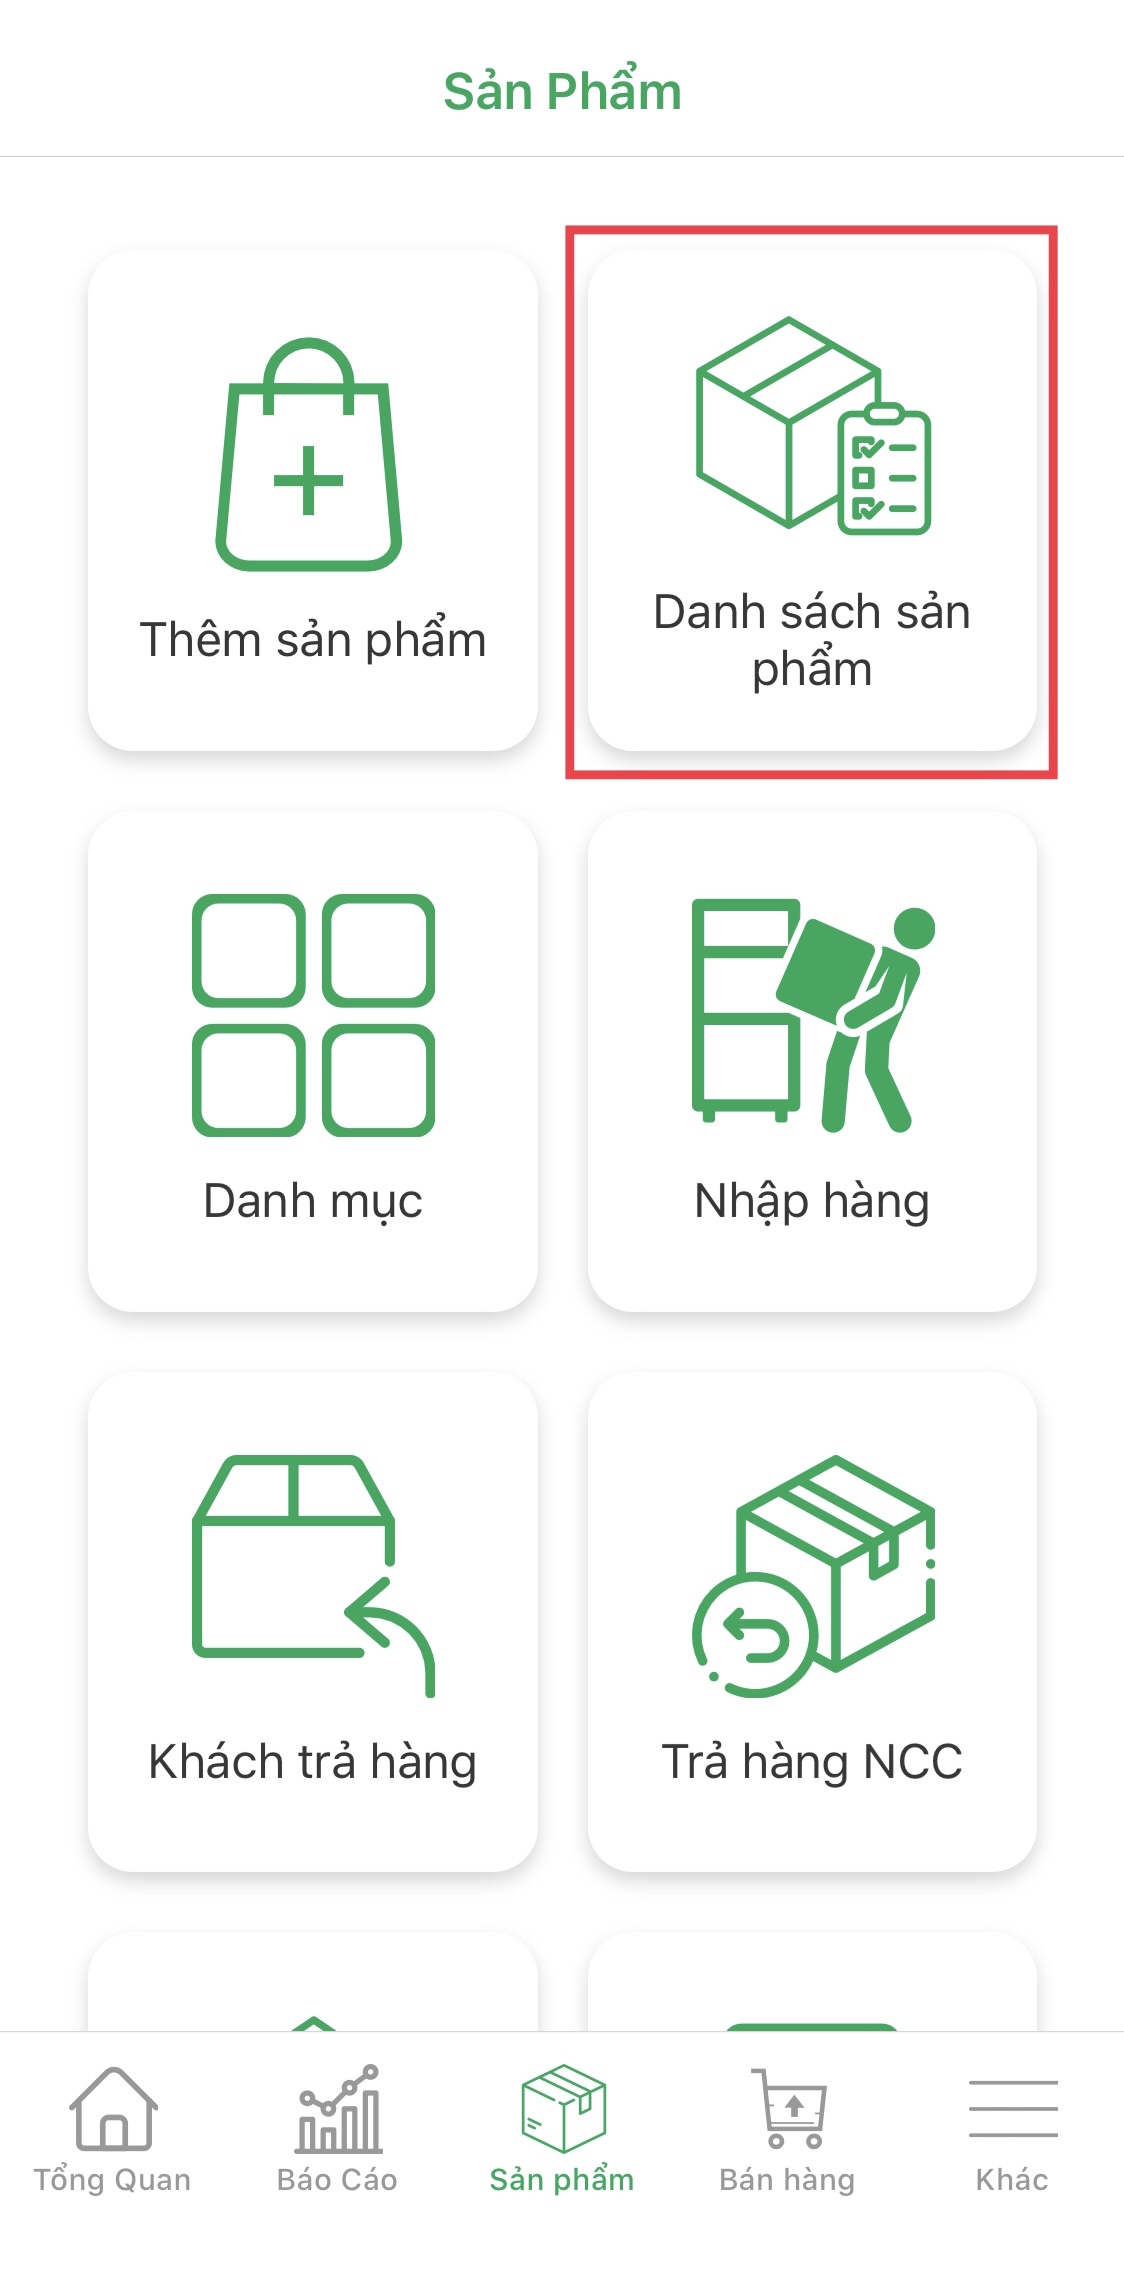 Sản Phẩm
Thêm sản phẩm
Danh sách sản
phẩm
Danh mục
Nhập hàng
Khách trả hàng
Trả hàng NCC
Tổng Quan
Báo Cáo
Sản phẩm
Bán hàng
Khác